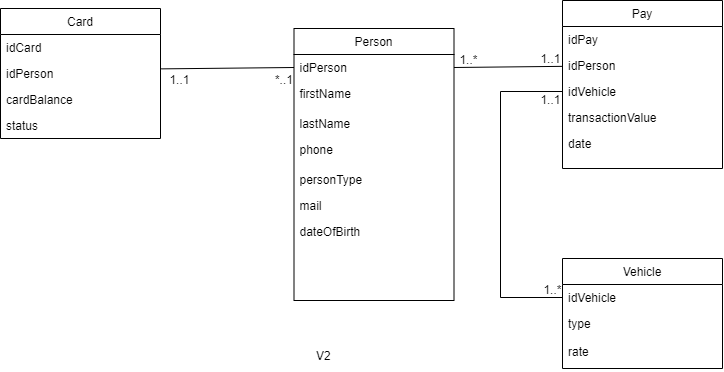 Card
idCard
idPerson
cardBalance
status
1..1
*..1
Person
idPerson
firstName
lastName
phone
personType
mail
dateOfBirth
1..*
1..1
Pay
idPay
idPerson
idVehicle
1..1
transactionValue
date
Vehicle
1..*
idVehicle
type
rate
V2